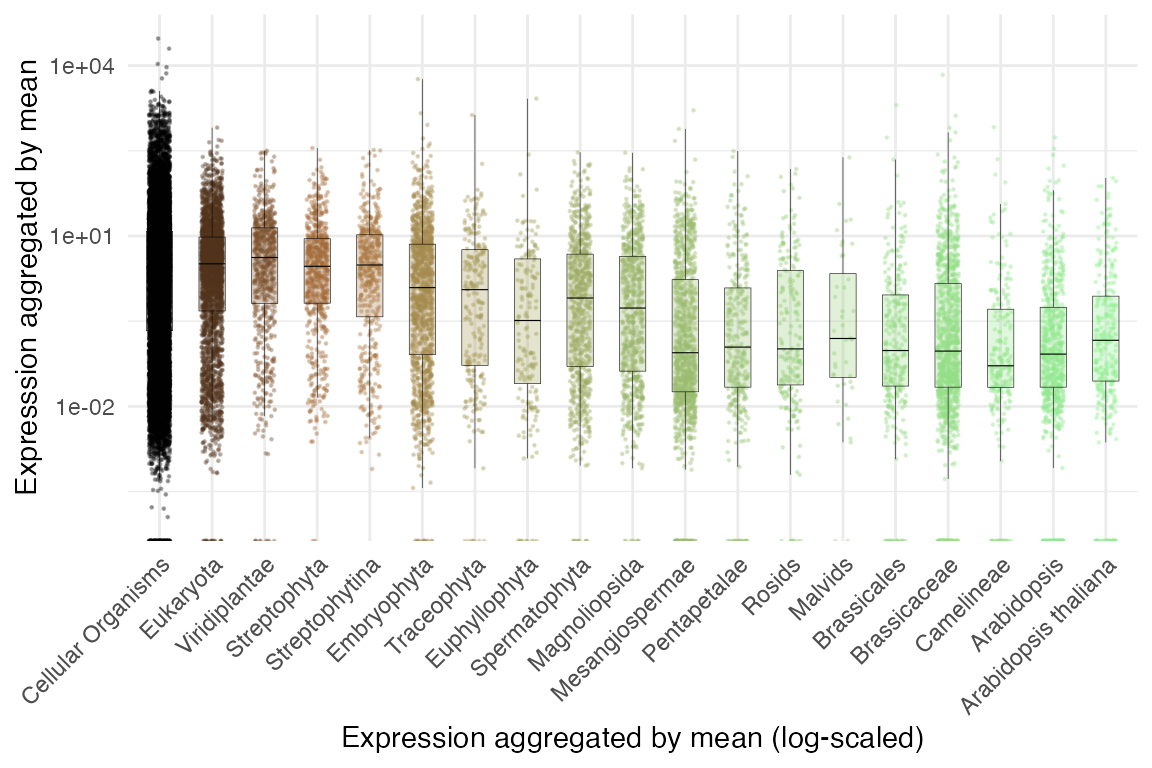 Expression aggregated by mean
1e+04
1e+01
1e-02
Cellular Organisms
Eukaryota
Viridiplantae
Streptophyta
Streptophytina
Embryophyta
Traceophyta
Euphyllophyta
Spermatophyta
Magnoliopsida
Mesangiospermae
Pentapetalae
Rosids
Malvids
Brassicales
Brassicaceae
Camelineae
Arabidopsis
Arabidopsis thaliana
Expression aggregated by mean (log-scaled)